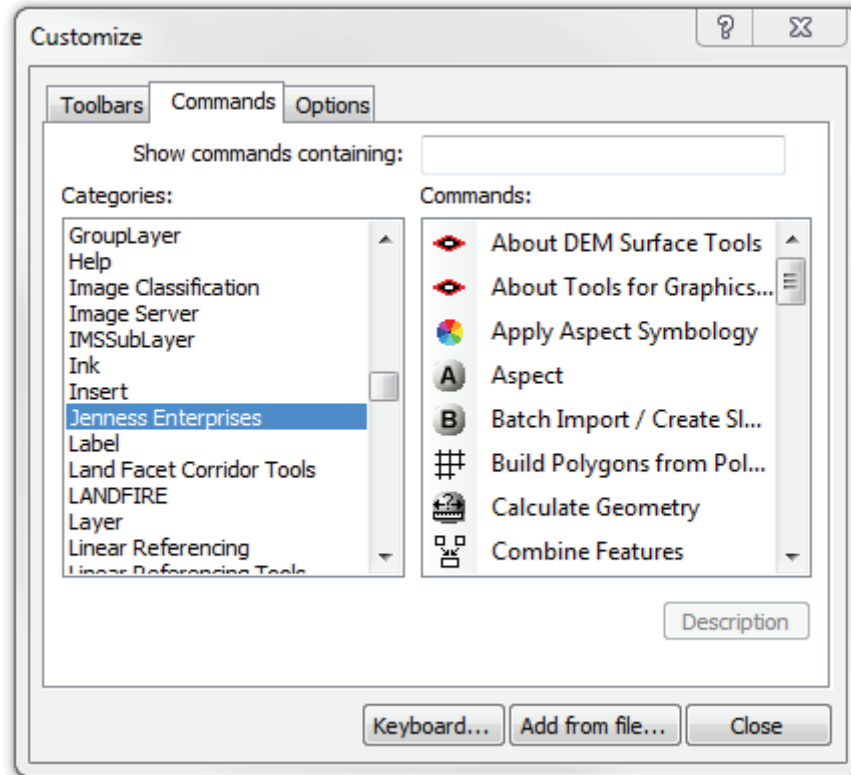 Customize
Toolbars
Commands
Options
Show commands containing:
Categories:
GroupLayer
Help
Image Classification
Image Server
IMSSubLayer
Ink
Insert
Jenness Enterprises
Label
Land Facet Corridor Tools
LANDFIRE
Layer
Linear Referencing
Linear Referencing Tools
Commands:
About DEM Surface Tools
About Tools for Graphics...
Apply Aspect Symbology
A
Aspect
B
Batch Import / Create Sl...
Build Polygons from Pol...
Calculate Geometry
Combine Features
Description
Keyboard...
Add from file...
Close